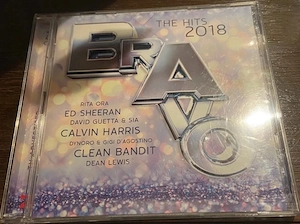 THE HITS
2018
BRAVO
RITA ORA
ED SHEERAN
DAVID GUETTA & SIA
CALVIN HARRIS
DYNORO & GIGI D'AGOSTINO
CLEAN BANDIT
DEAN LEWIS